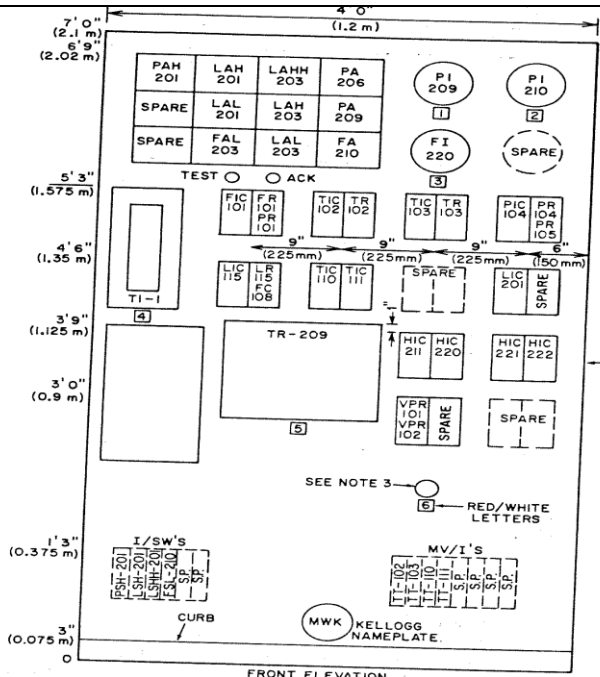 4'0"
(1.2 m)
7'0"
(2.1 m)
6'9"
(2.02 m)
PAH 201
LAH 201
LAHH 203
PA 206
SPARE
LAL 201
LAH 203
PA 209
SPARE
FAL 203
LAL 203
FA 210
PI 209
1
PI 210
2
FI 220
3
SPARE
TEST
ACK
5'3"
(1.575 m)
FIC 101
FR 101
PR 101
TIC 102
TR 102
TIC 103
TR 103
PIC 104
PR 104
PR 105
9"
(225mm)
9"
(225mm)
9"
(225mm)
6"
(150 mm)
4'6"
(1.35 m)
TI-1
4
LIC 115
LR 115
FC 108
TIC 110
TIC 111
SPARE
LIC 201
SPARE
3'9"
(1.125 m)
TR-209
5
HIC 211
HIC 220
HIC 221
HIC 222
3'0"
(0.9 m)
VPR 101
VPR 102
SPARE
SPARE
SEE NOTE 3
6
RED/WHITE
LETTERS
1'3"
(0.375 m)
I/SW'S
PSH-201
LSH-201
LSHH-201
FSL-210
S.P.
S.P.
MV/I'S
TT-102
TT-103
TT-110
TT-111
S.P.
S.P.
S.P.
S.P.
CURB
MWK
KELLOGG
NAMEPLATE.
3"
(0.075 m)
0
FRONT ELEVATION